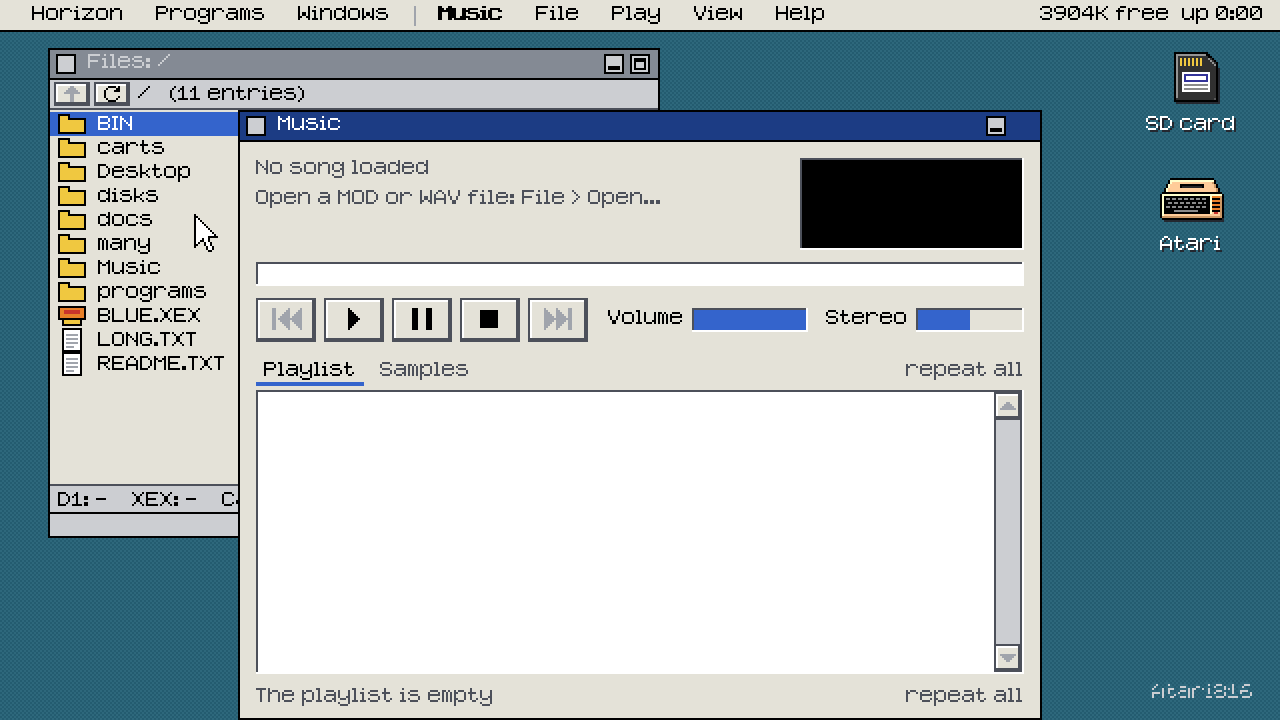 Horizon Programs Windows | Music File Play View Help 3904K free up 0:00
Files: /
/ (11 entries)
BIN
carts
Desktop
disks
docs
many
Music
programs
BLUE.XEX
LONG.TXT
README.TXT
D1: - XEX: -
Music
No song loaded
Open a MOD or WAV file: File > Open...
Volume
Stereo
Playlist Samples repeat all
The playlist is empty repeat all
SD card
Atari
Atari816